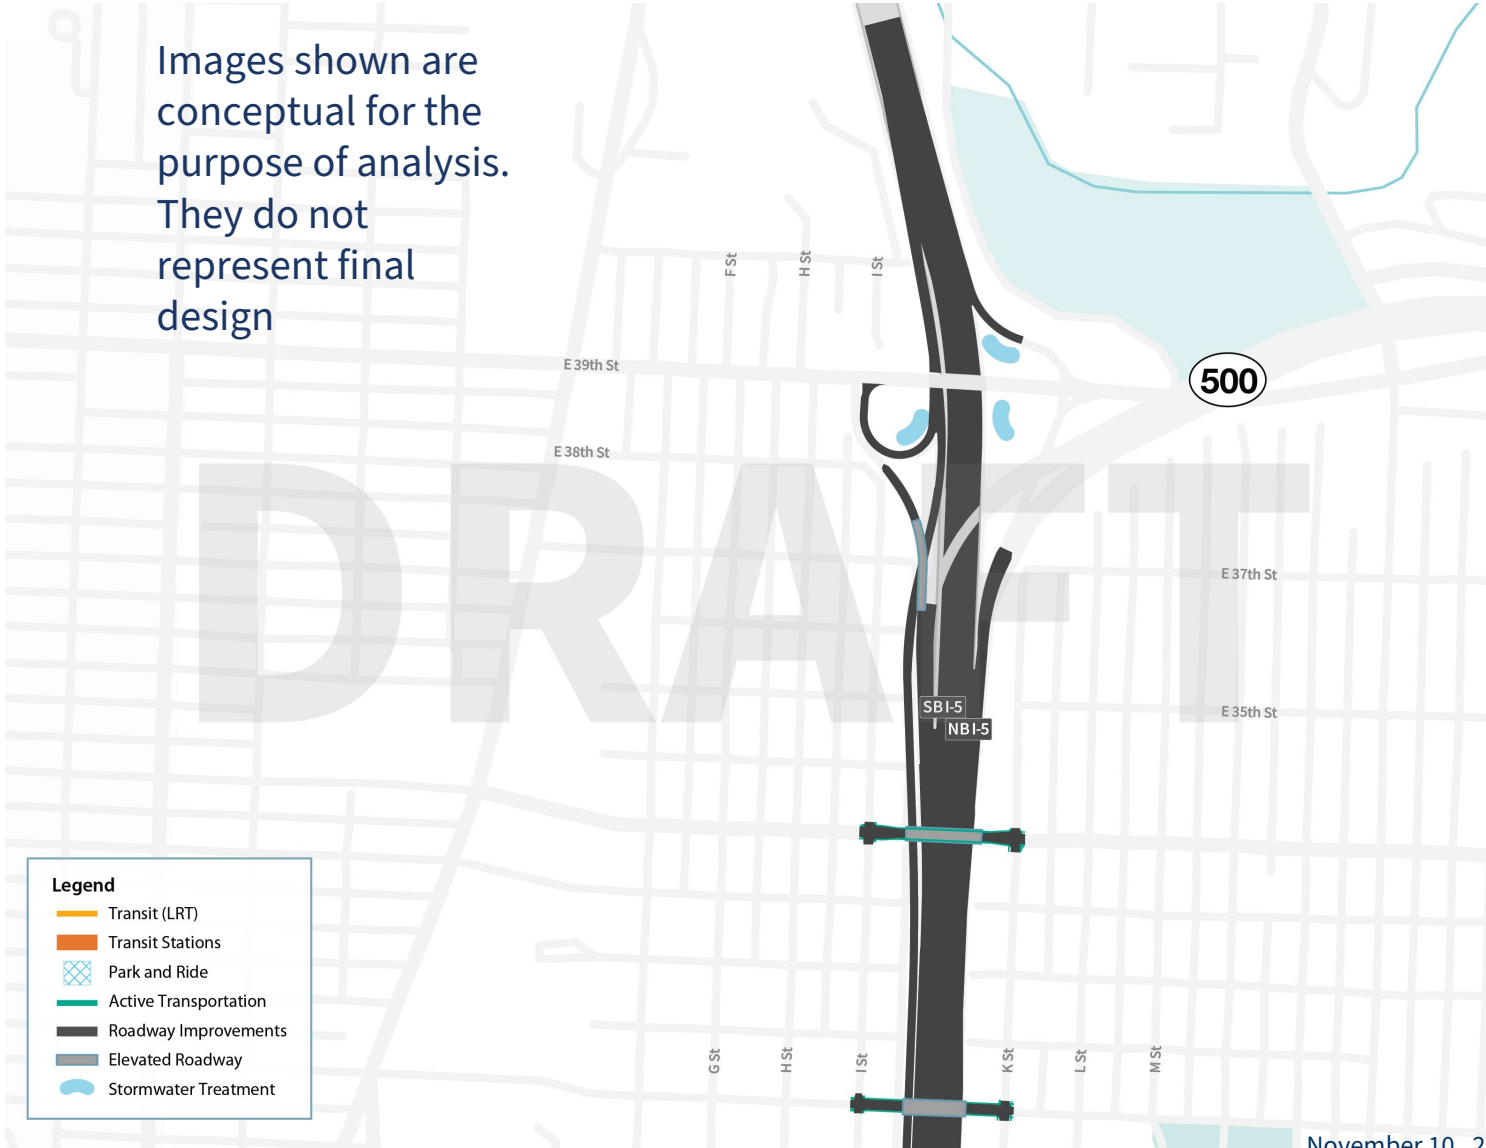 Images shown are
conceptual for the
purpose of analysis.
They do not
represent final
design
F St
H St
I St
E 39th St
500
E 38th St
DRAFT
E 37th St
SB I-5
NB I-5
E 35th St
Legend
Transit (LRT)
Transit Stations
Park and Ride
Active Transportation
Roadway Improvements
Elevated Roadway
Stormwater Treatment
G St
H St
I St
K St
L St
M St
November 10, 2